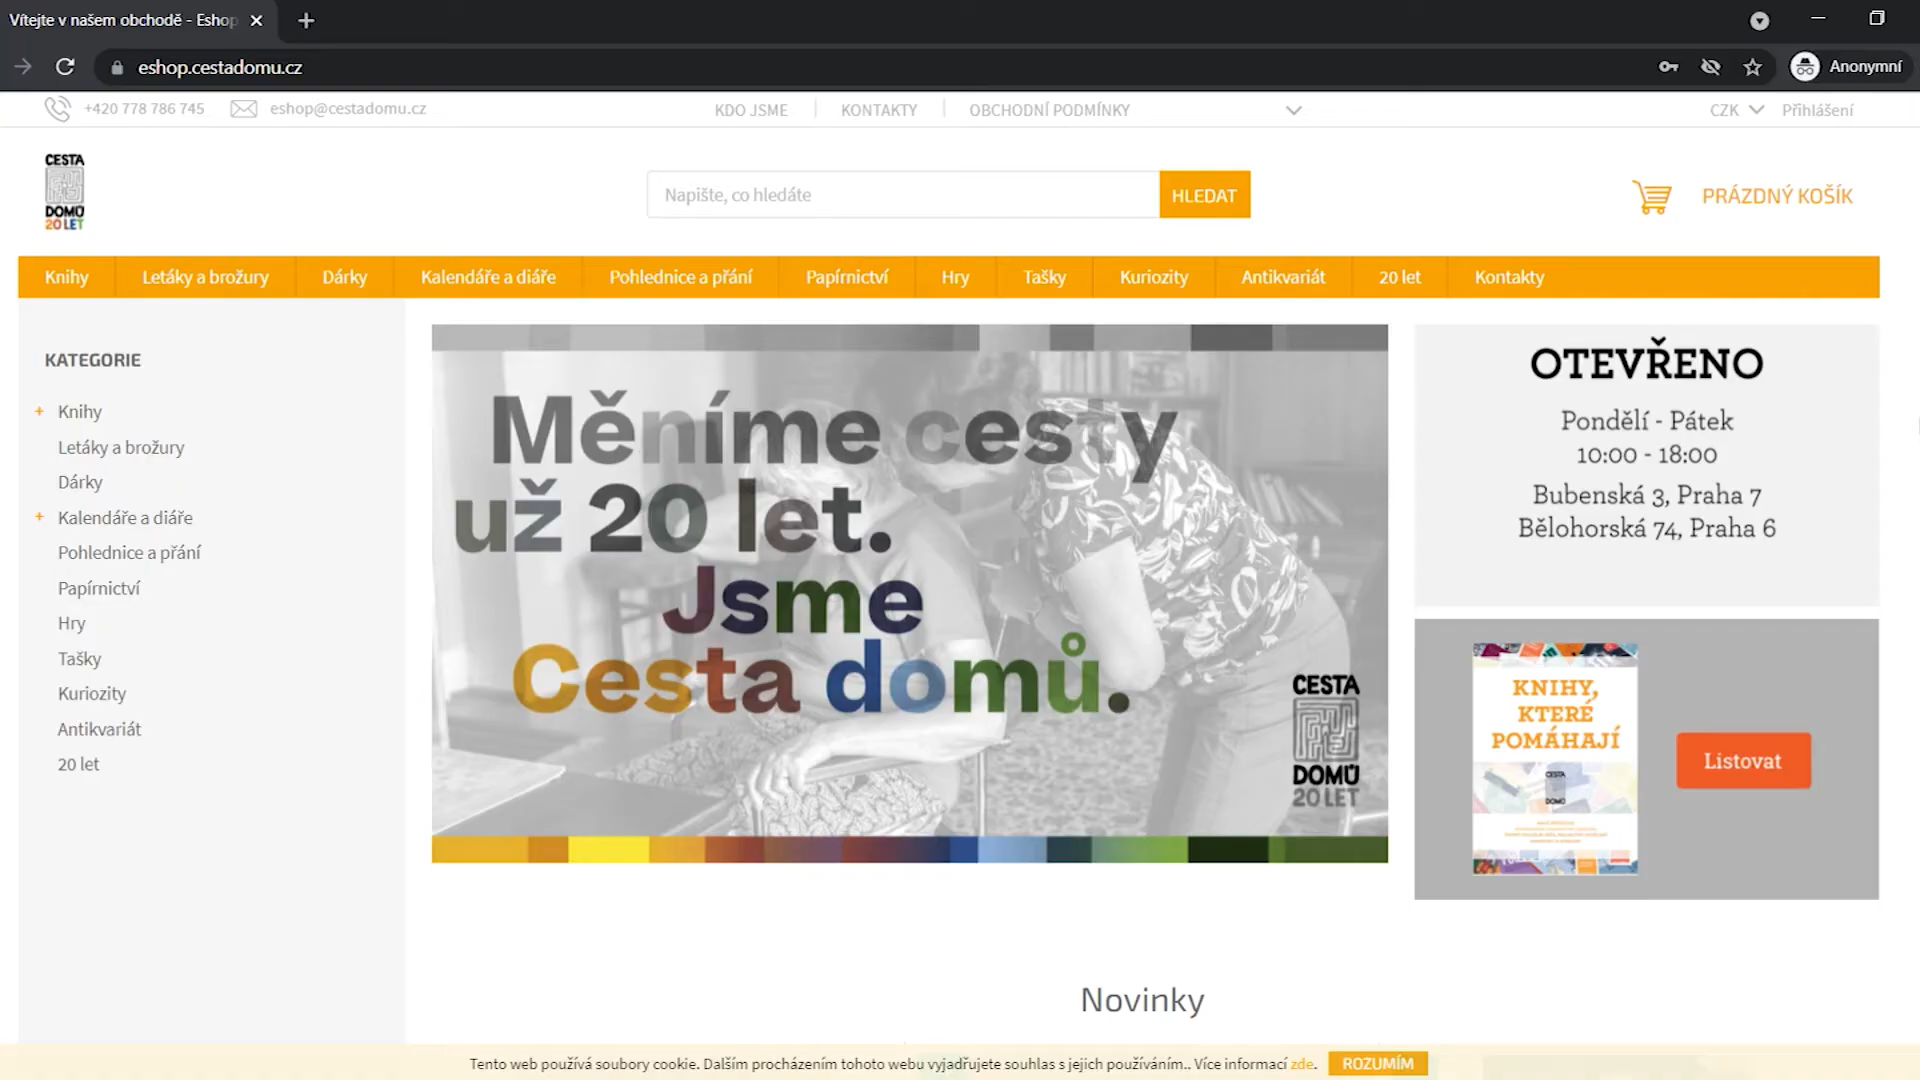 Vítejte v našem obchodě - Eshop
eshop.cestadomu.cz
Anonymní
+420 778 786 745
eshop@cestadomu.cz
KDO JSME
KONTAKTY
OBCHODNÍ PODMÍNKY
CZK
Přihlášení
CESTA
DOMŮ
20 LET
Napište, co hledáte
HLEDAT
PRÁZDNÝ KOŠÍK
Knihy
Letáky a brožury
Dárky
Kalendáře a diáře
Pohlednice a přání
Papírnictví
Hry
Tašky
Kuriozity
Antikvariát
20 let
Kontakty
KATEGORIE
+ Knihy
Letáky a brožury
Dárky
+ Kalendáře a diáře
Pohlednice a přání
Papírnictví
Hry
Tašky
Kuriozity
Antikvariát
20 let
Měníme cesty
už 20 let.
Jsme
Cesta domů.
CESTA
DOMŮ
20 LET
OTEVŘENO
Pondělí - Pátek
10:00 - 18:00
Bubenská 3, Praha 7
Bělohorská 74, Praha 6
KNIHY,
KTERÉ
POMÁHAJÍ
CESTA
DOMŮ
Listovat
Novinky
Tento web používá soubory cookie. Dalším procházením tohoto webu vyjadřujete souhlas s jejich používáním.. Více informací zde.
ROZUMÍM